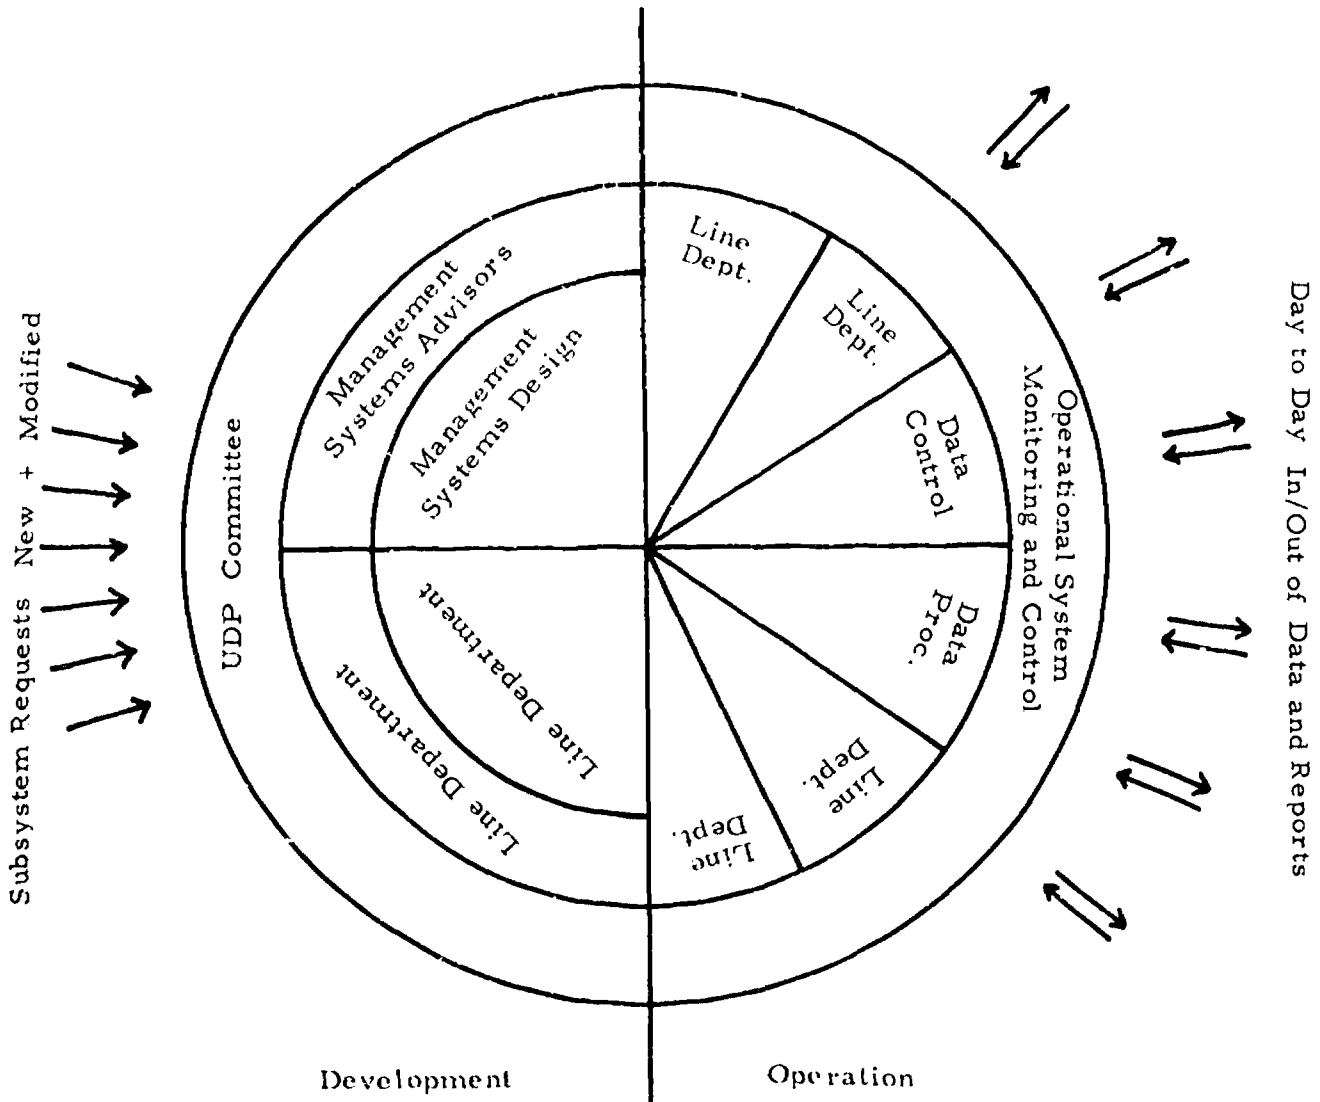 Subsystem Requests New + Modified
UDP Committee
Management
Systems Advisors
Management
Systems Design
Line Department
Line Department
Line
Dept.
Line
Dept.
Data
Control
Data
Proc.
Line
Dept.
Line
Dept.
Operational System
Monitoring and Control
Day to Day In/Out of Data and Reports
Development
Operation